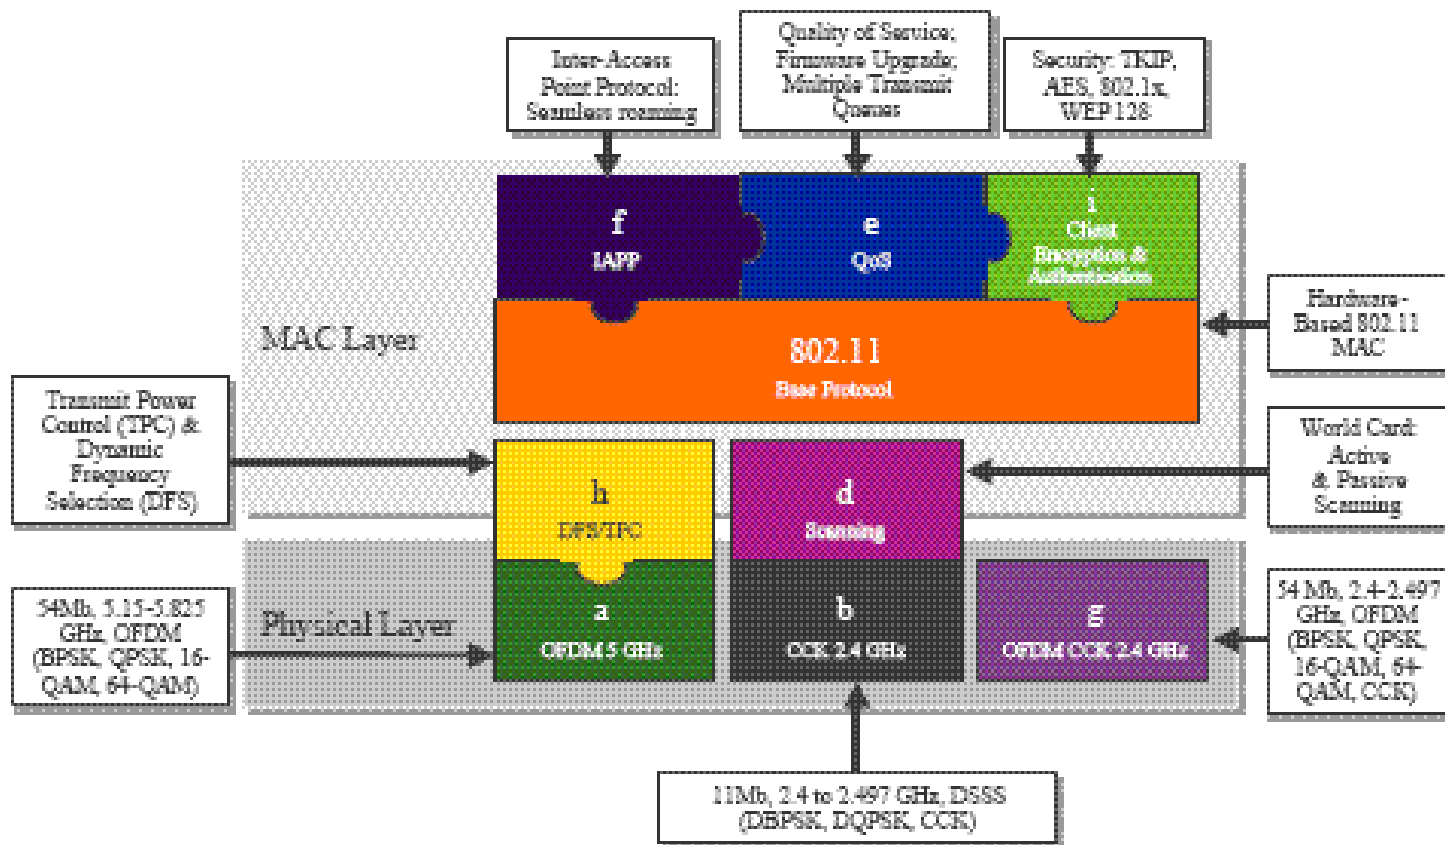 Inter-Access
Point Protocol:
Seamless roaming
Quality of Service;
Firmware Upgrade;
Multiple Transmit
Queues
Security: TKIP,
AES, 802.1x,
WEP 128
f
IAPP
e
QoS
i
Client
Encryption &
Authentication
MAC Layer
802.11
Base Protocol
Hardware-
Based 802.11
MAC
Transmit Power
Control (TPC) &
Dynamic
Frequency
Selection (DFS)
h
DFS/TPC
d
Scanning
World Card:
Active
& Passive
Scanning
54Mb, 5.15-5.825
GHz, OFDM
(BPSK, QPSK, 16-
QAM, 64-QAM)
Physical Layer
a
OFDM 5 GHz
b
CCK 2.4 GHz
g
OFDM CCK 2.4 GHz
54 Mb, 2.4-2.497
GHz, OFDM
(BPSK, QPSK,
16-QAM, 64-
QAM, CCK)
11Mb, 2.4 to 2.497 GHz, DSSS
(DBPSK, DQPSK, CCK)